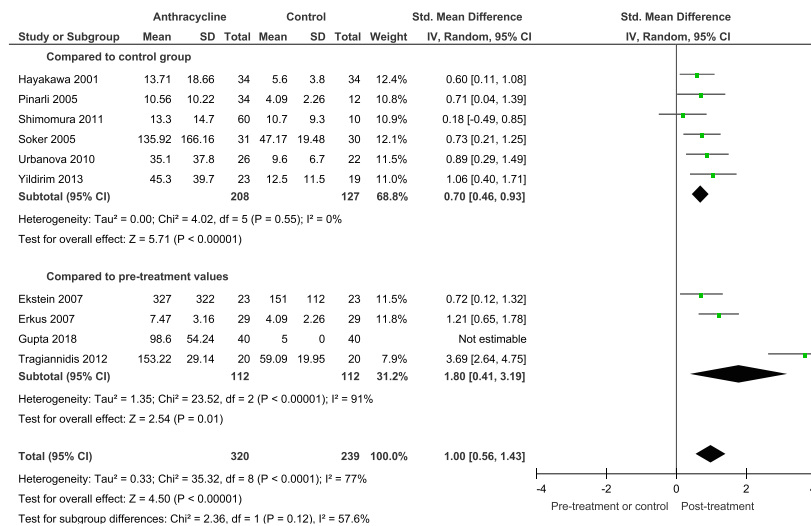 Anthracycline Control Std. Mean Difference Std. Mean Difference
Study or Subgroup Mean SD Total Mean SD Total Weight IV, Random, 95% CI IV, Random, 95% CI
Compared to control group
Hayakawa 2001 13.71 18.66 34 5.6 3.8 34 12.4% 0.60 [0.11, 1.08]
Pinarli 2005 10.56 10.22 34 4.09 2.26 12 10.8% 0.71 [0.04, 1.39]
Shimomura 2011 13.3 14.7 60 10.7 9.3 10 10.9% 0.18 [-0.49, 0.85]
Soker 2005 135.92 166.16 31 47.17 19.48 30 12.1% 0.73 [0.21, 1.25]
Urbanova 2010 35.1 37.8 26 9.6 6.7 22 11.5% 0.89 [0.29, 1.49]
Yildirim 2013 45.3 39.7 23 12.5 11.5 19 11.0% 1.06 [0.40, 1.71]
Subtotal (95% CI) 208 127 68.8% 0.70 [0.46, 0.93]
Heterogeneity: Tau² = 0.00; Chi² = 4.02, df = 5 (P = 0.55); I² = 0%
Test for overall effect: Z = 5.71 (P < 0.00001)
Compared to pre-treatment values
Ekstein 2007 327 322 23 151 112 23 11.5% 0.72 [0.12, 1.32]
Erkus 2007 7.47 3.16 29 4.09 2.26 29 11.8% 1.21 [0.65, 1.78]
Gupta 2018 98.6 54.24 40 5 0 40 Not estimable
Tragiannidis 2012 153.22 29.14 20 59.09 19.95 20 7.9% 3.69 [2.64, 4.75]
Subtotal (95% CI) 112 112 31.2% 1.80 [0.41, 3.19]
Heterogeneity: Tau² = 1.35; Chi² = 23.52, df = 2 (P < 0.00001); I² = 91%
Test for overall effect: Z = 2.54 (P = 0.01)
Total (95% CI) 320 239 100.0% 1.00 [0.56, 1.43]
Heterogeneity: Tau² = 0.33; Chi² = 35.32, df = 8 (P < 0.0001); I² = 77%
-4 -2 0 2 4
Test for overall effect: Z = 4.50 (P < 0.00001)
Pre-treatment or control Post-treatment
Test for subgroup differences: Chi² = 2.36, df = 1 (P = 0.12), I² = 57.6%